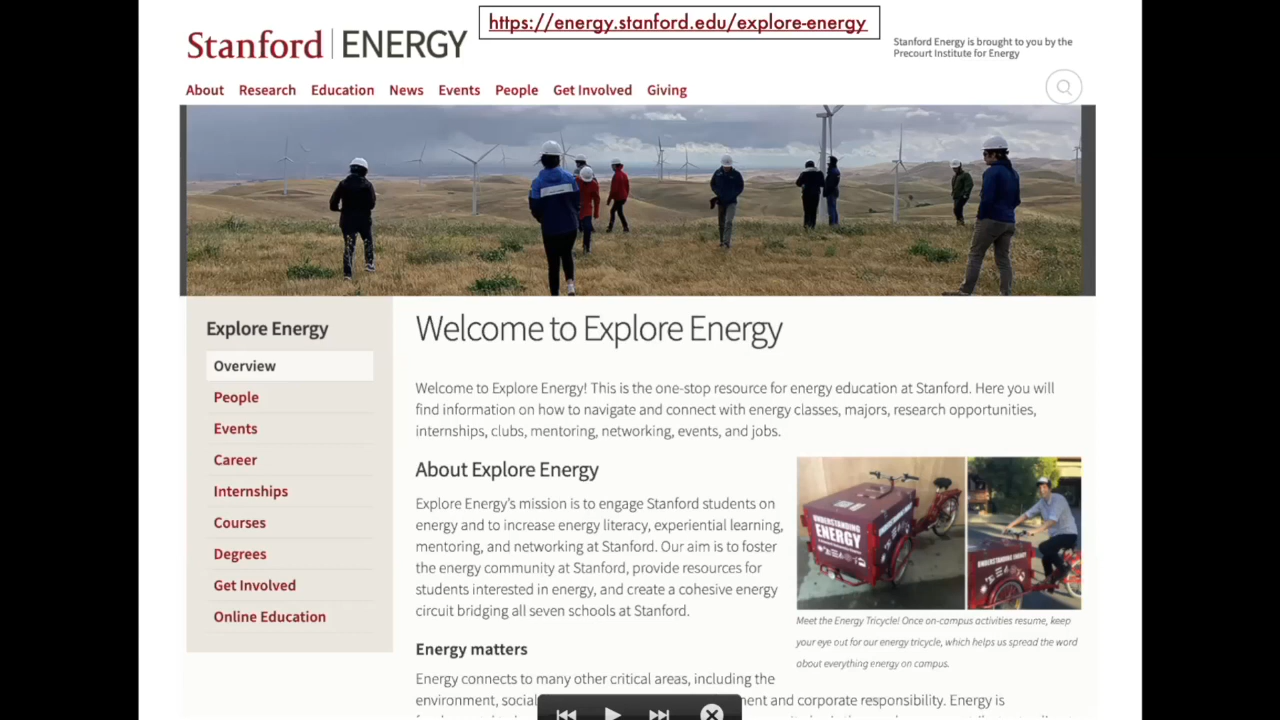 https://energy.stanford.edu/explore-energy
Stanford ENERGY
Stanford Energy is brought to you by the
Precourt Institute for Energy
About Research Education News Events People Get Involved Giving
Explore Energy
Overview
People
Events
Career
Internships
Courses
Degrees
Get Involved
Online Education
Welcome to Explore Energy
Welcome to Explore Energy! This is the one-stop resource for energy education at Stanford. Here you will
find information on how to navigate and connect with energy classes, majors, research opportunities,
internships, clubs, mentoring, networking, events, and jobs.
About Explore Energy
Explore Energy's mission is to engage Stanford students on
energy and to increase energy literacy, experiential learning,
mentoring, and networking at Stanford. Our aim is to foster
the energy community at Stanford, provide resources for
students interested in energy, and create a cohesive energy
circuit bridging all seven schools at Stanford.
UNDERSTANDING
ENERGY
UNDERSTANDING ENERGY
Meet the Energy Tricycle! Once on-campus activities resume, keep
your eye out for our energy tricycle, which helps us spread the word
about everything energy on campus.
Energy matters
Energy connects to many other critical areas, including the
environment, social and corporate responsibility. Energy is